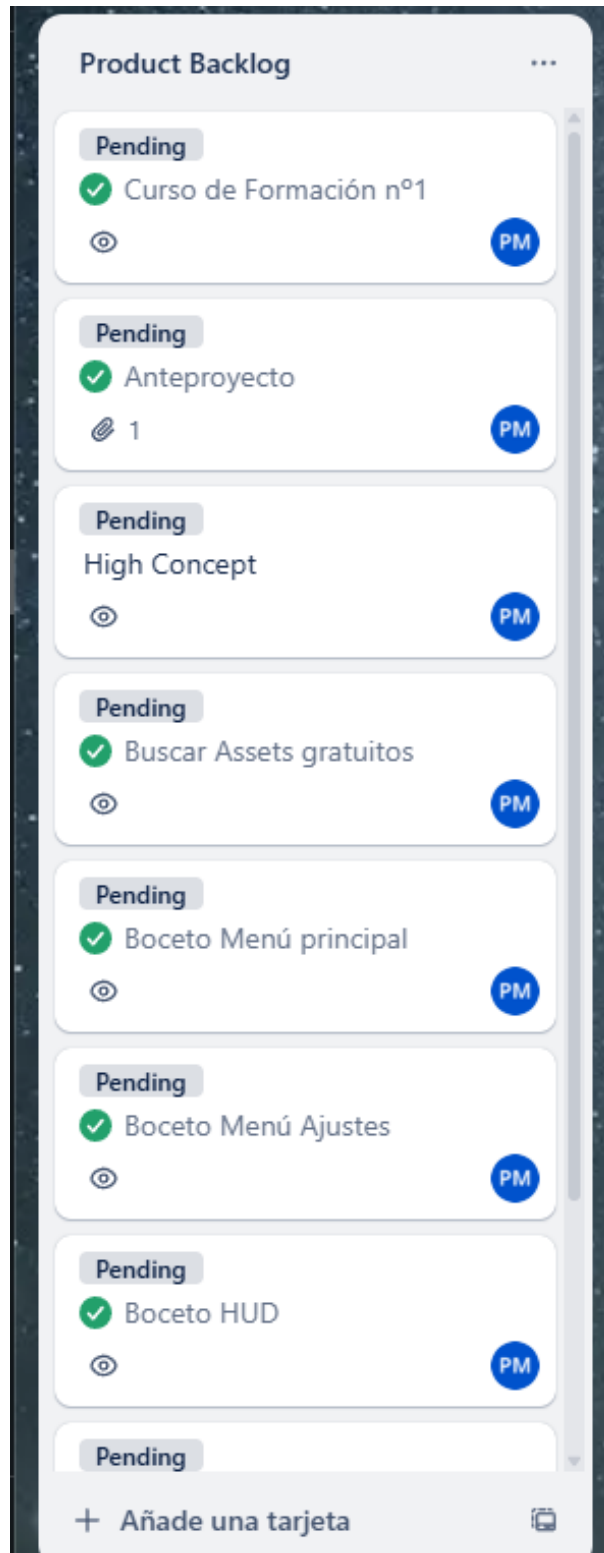 Product Backlog
Pending
Curso de Formación nº1
PM
Pending
Anteproyecto
1
PM
Pending
High Concept
PM
Pending
Buscar Assets gratuitos
PM
Pending
Boceto Menú principal
PM
Pending
Boceto Menú Ajustes
PM
Pending
Boceto HUD
PM
Pending
+ Añade una tarjeta